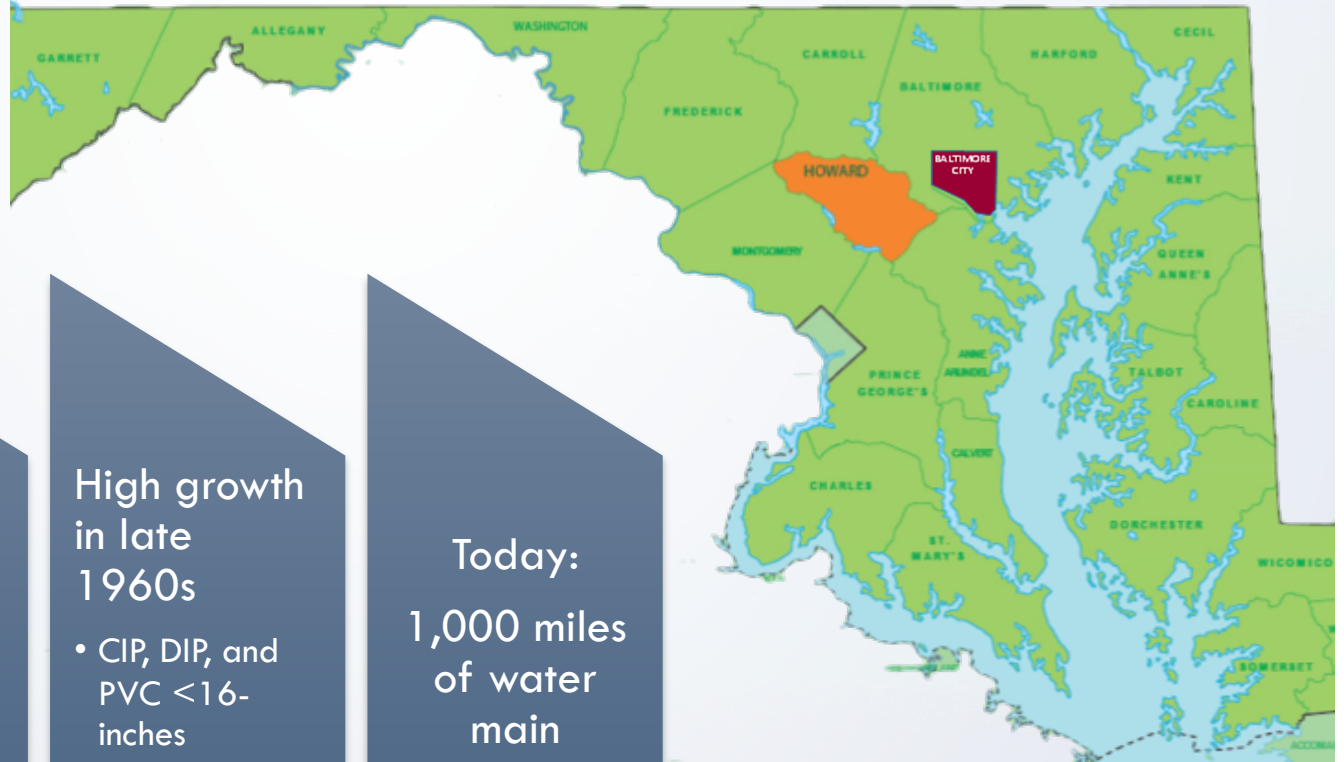 ALLEGANY
WASHINGTON
GARRETT
CARROLL
HARFORD
CECIL
BALTIMORE
FREDERICK
BALTIMORE
CITY
HOWARD
KENT
MONTGOMERY
QUEEN
ANNE'S
ANNE
ARUNDEL
TALBOT
PRINCE
GEORGE'S
CAROLINE
CALVERT
CHARLES
DORCHESTER
ST.
MARY'S
WICOMICO
SOMERSET
High growth
in late
1960s
• CIP, DIP, and
PVC <16-
inches
Today:
1,000 miles
of water
main